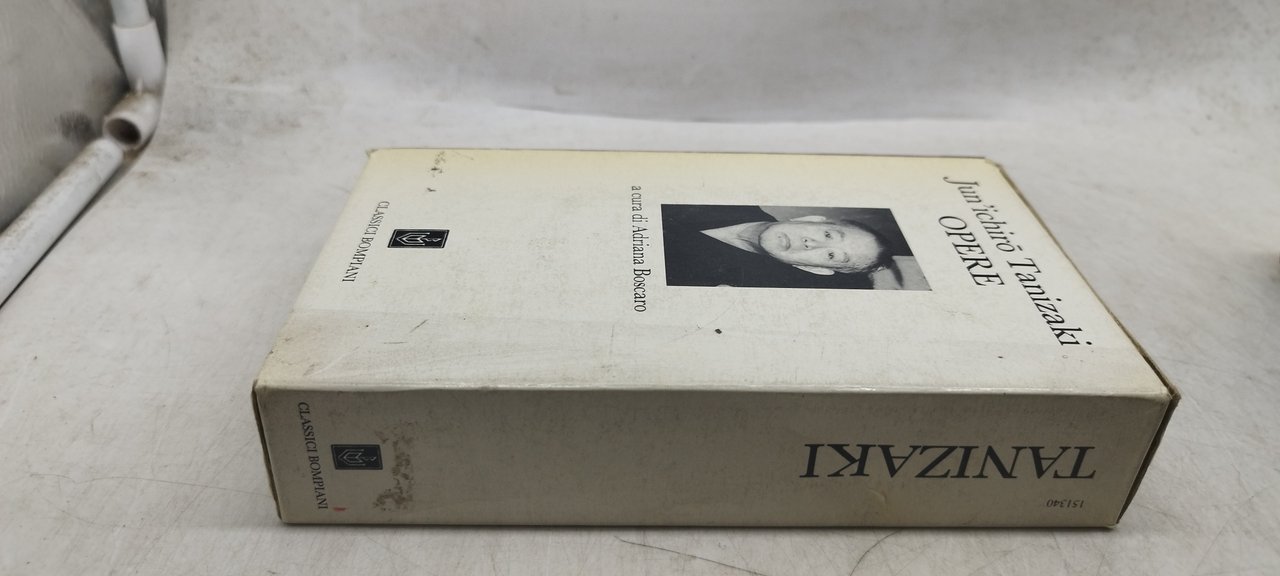 Jun'ichirō Tanizaki
OPERE
a cura di Adriana Boscaro
CLASSICI BOMPIANI
151340
TANIZAKI
CLASSICI BOMPIANI